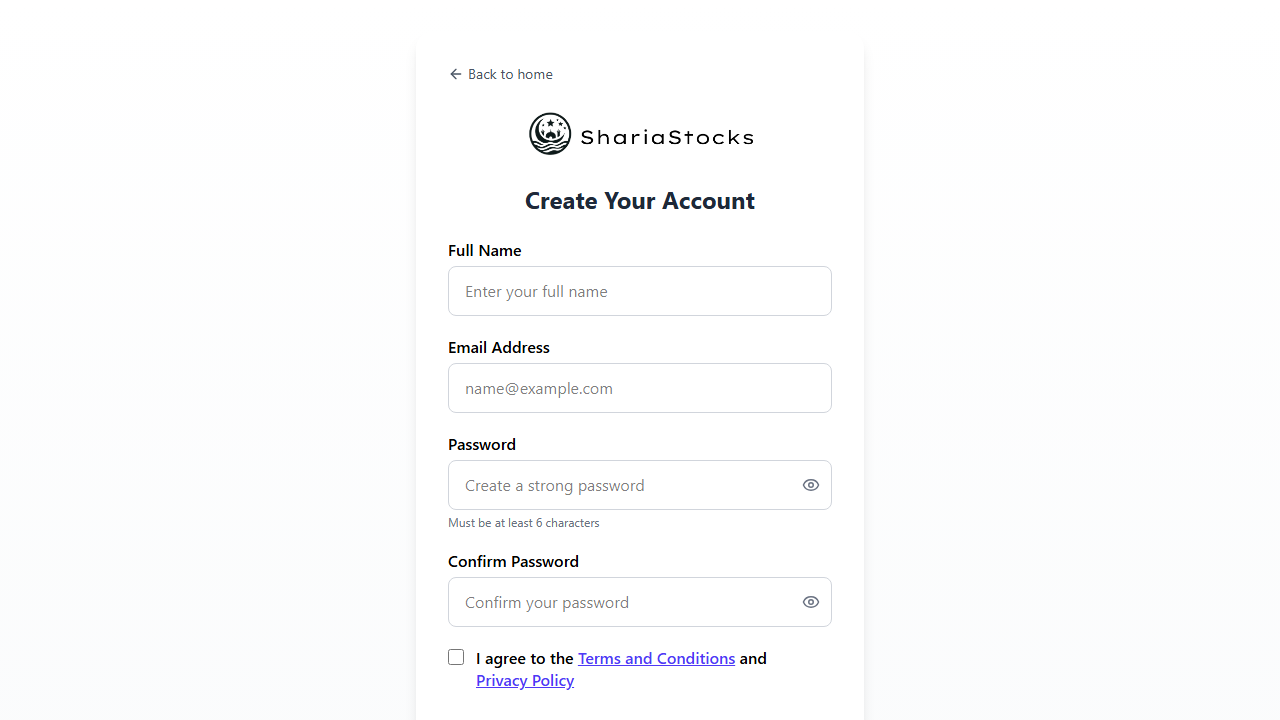 Back to home
ShariaStocks
Create Your Account
Full Name
Enter your full name
Email Address
name@example.com
Password
Create a strong password
Must be at least 6 characters
Confirm Password
Confirm your password
I agree to the Terms and Conditions and
Privacy Policy